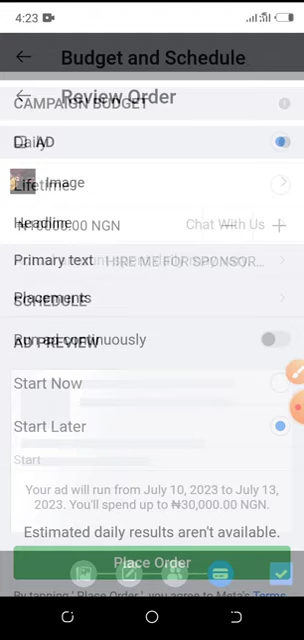 4:23
Budget and Schedule
Review Order
CAMPAIGN BUDGET
Daily
AD
Lifetime
Image
Headline
₦10000.00 NGN
Chat With Us
Primary text
HIRE ME FOR SPONSOR...
SCHEDULE
Placements
Run ad continuously
AD PREVIEW
Start Now
Start Later
Start
Your ad will run from July 10, 2023 to July 13,
2023. You'll spend up to ₦30,000.00 NGN.
Estimated daily results aren't available.
Place Order
By tapping "Place Order", you agree to Meta's Terms